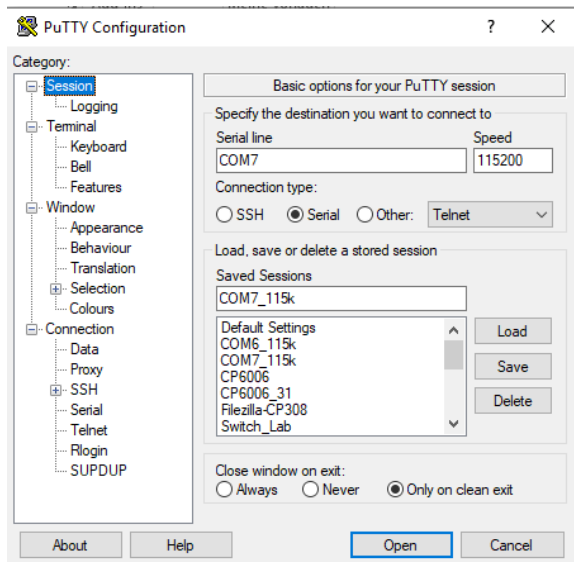 PuTTY Configuration ? ×
Category:
Session
Logging
Terminal
Keyboard
Bell
Features
Window
Appearance
Behaviour
Translation
Selection
Colours
Connection
Data
Proxy
SSH
Serial
Telnet
Rlogin
SUPDUP
Basic options for your PuTTY session
Specify the destination you want to connect to
Serial line Speed
COM7 115200
Connection type:
SSH Serial Other: Telnet
Load, save or delete a stored session
Saved Sessions
COM7_115k
Default Settings
COM6_115k
COM7_115k
CP6006
CP6006_31
Filezilla-CP308
Switch_Lab
Load
Save
Delete
Close window on exit:
Always Never Only on clean exit
About Help Open Cancel